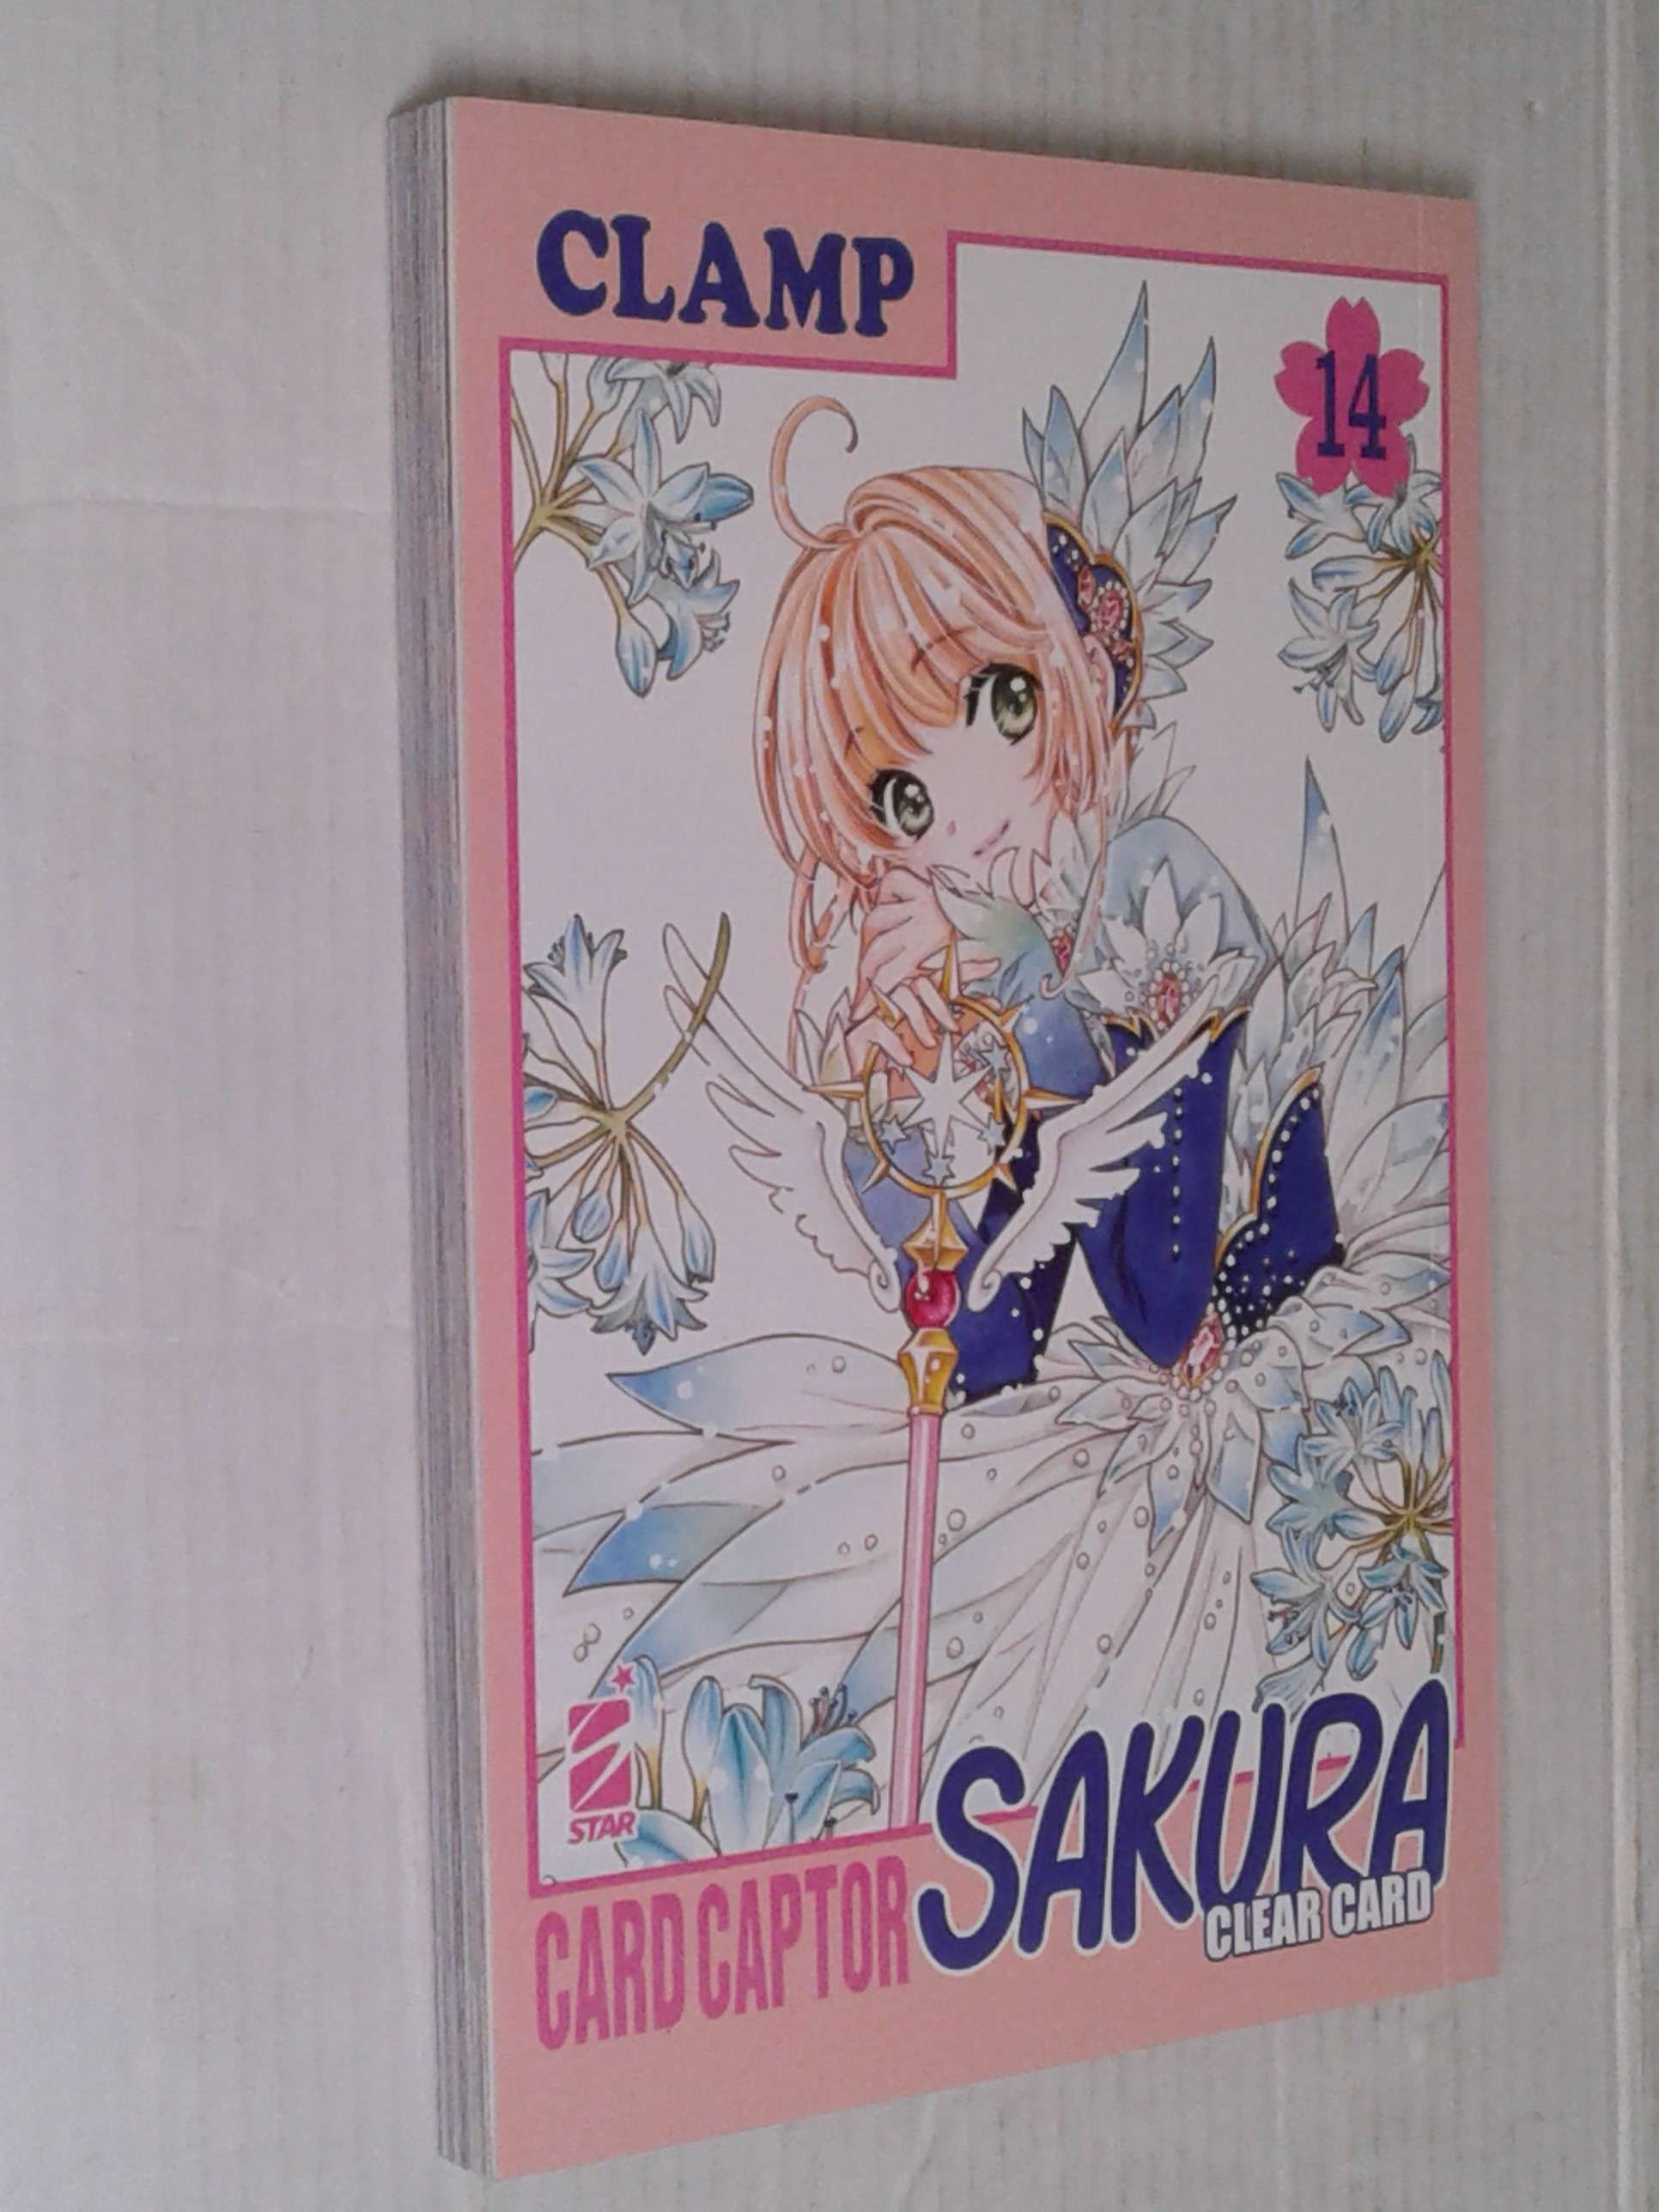 CLAMP
14
STAR
CARD CAPTOR
SAKURA
CLEAR CARD